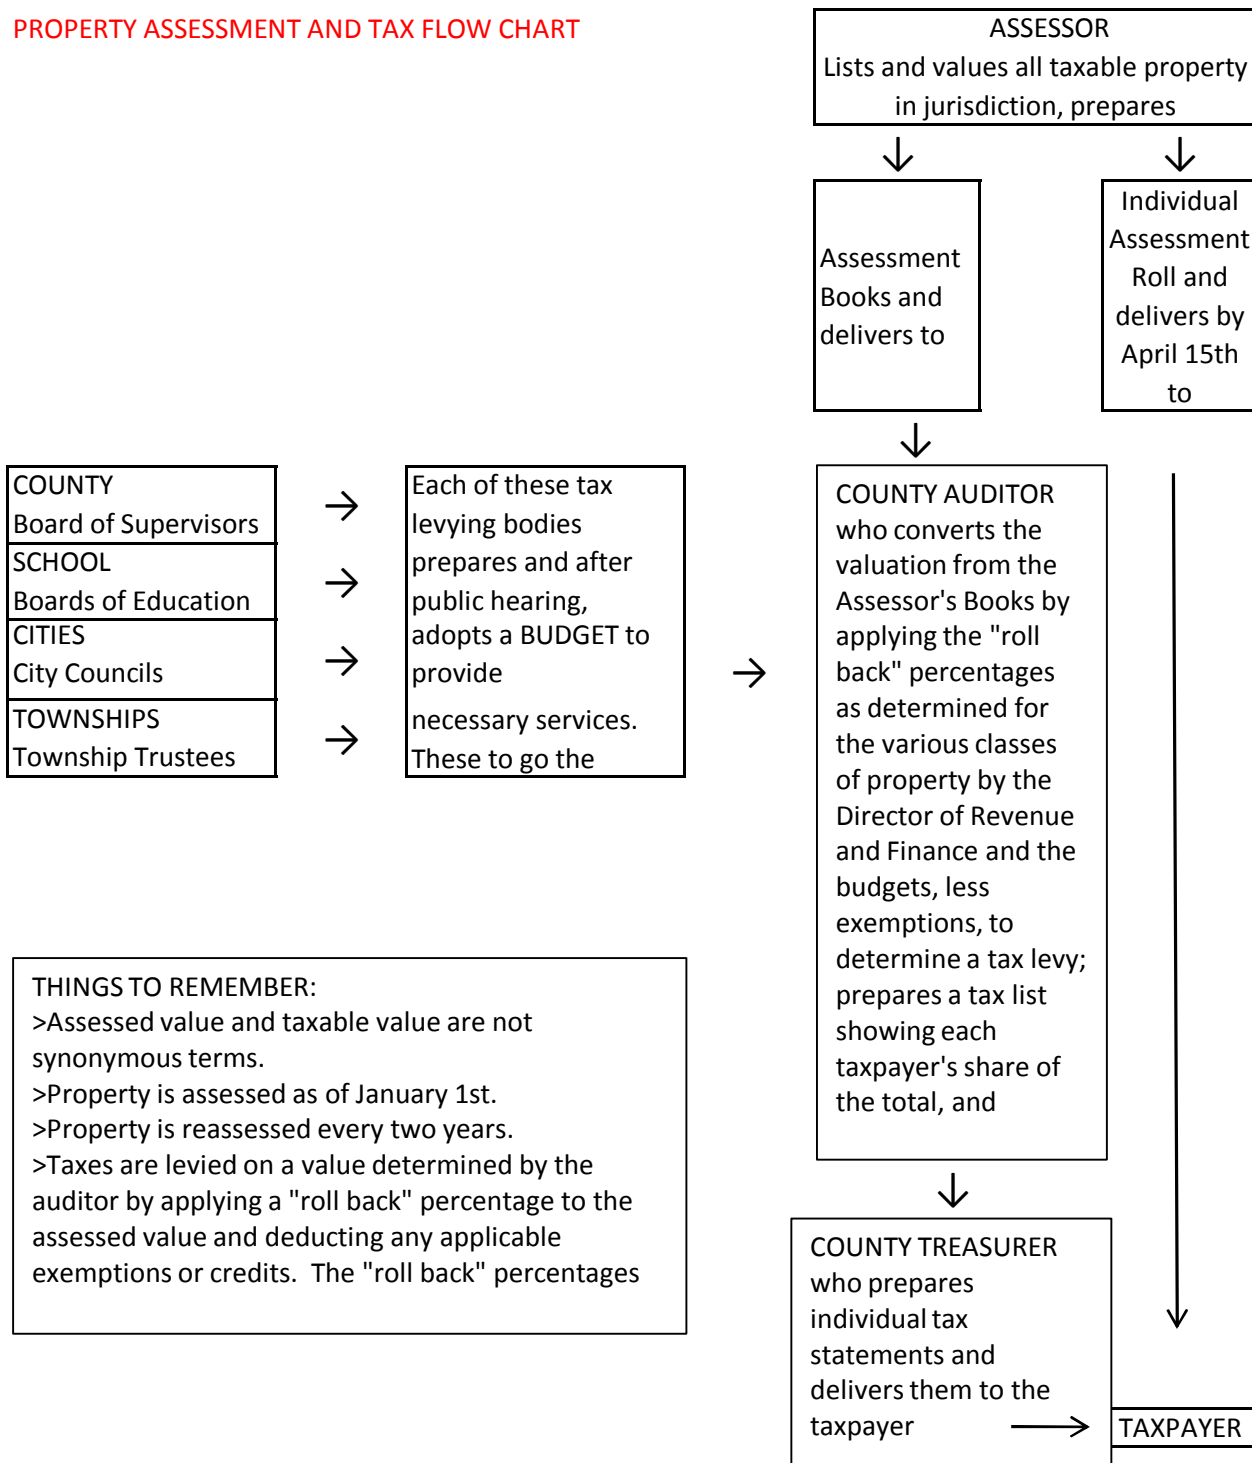 PROPERTY ASSESSMENT AND TAX FLOW CHART
ASSESSOR
Lists and values all taxable property
in jurisdiction, prepares
Assessment
Books and
delivers to
Individual
Assessment
Roll and
delivers by
April 15th
to
COUNTY
Board of Supervisors
SCHOOL
Boards of Education
CITIES
City Councils
TOWNSHIPS
Township Trustees
Each of these tax
levying bodies
prepares and after
public hearing,
adopts a BUDGET to
provide
necessary services.
These to go the
COUNTY AUDITOR
who converts the
valuation from the
Assessor's Books by
applying the "roll
back" percentages
as determined for
the various classes
of property by the
Director of Revenue
and Finance and the
budgets, less
exemptions, to
determine a tax levy;
prepares a tax list
showing each
taxpayer's share of
the total, and
THINGS TO REMEMBER:
>Assessed value and taxable value are not
synonymous terms.
>Property is assessed as of January 1st.
>Property is reassessed every two years.
>Taxes are levied on a value determined by the
auditor by applying a "roll back" percentage to the
assessed value and deducting any applicable
exemptions or credits.  The "roll back" percentages
COUNTY TREASURER
who prepares
individual tax
statements and
delivers them to the
taxpayer
TAXPAYER